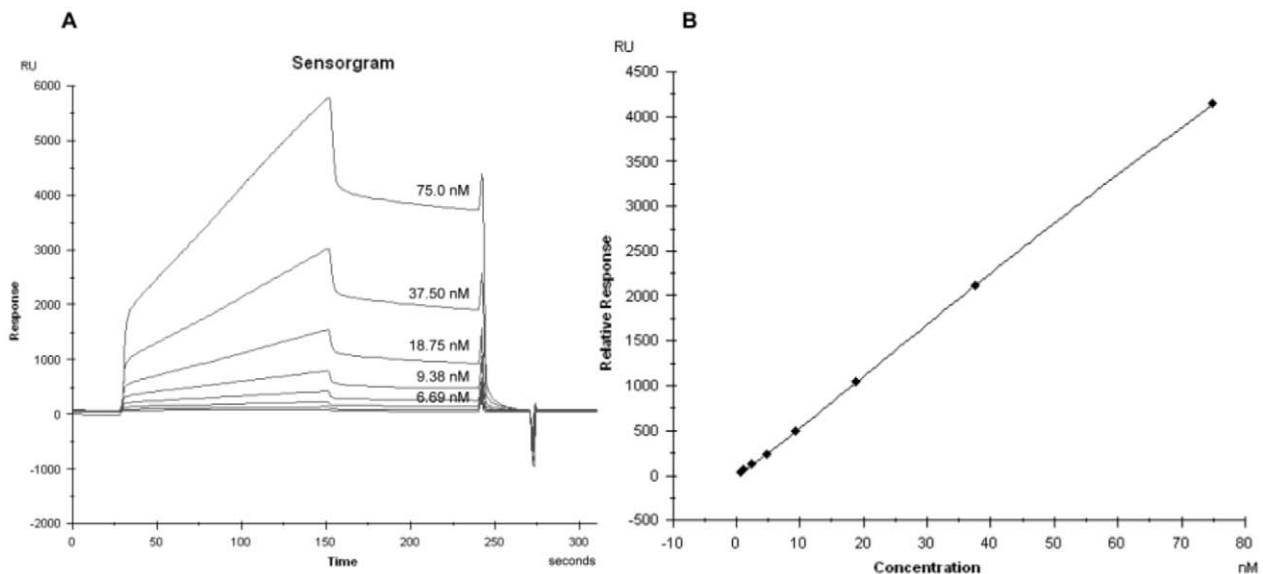 A
Sensorgram
RU
6000
5000
4000
3000
2000
1000
0
-1000
-2000
Response
75.0 nM
37.50 nM
18.75 nM
9.38 nM
6.69 nM
0 50 100 150 200 250 300
Time seconds
B
RU
4500
4000
3500
3000
2500
2000
1500
1000
500
0
-500
Relative Response
-10 0 10 20 30 40 50 60 70 80
Concentration nM